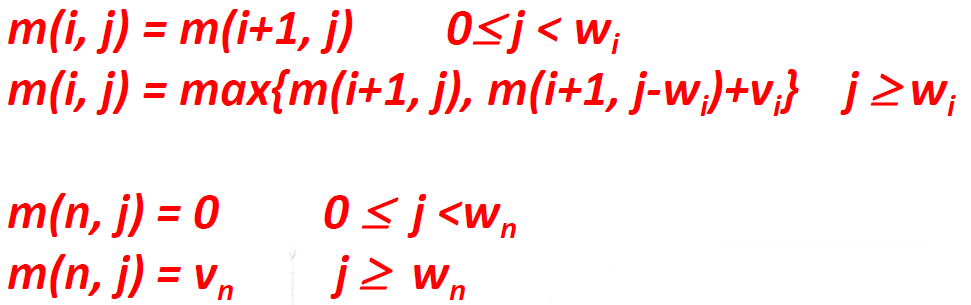 m(i, j) = m(i+1, j) 0≤j < wᵢ
m(i, j) = max{m(i+1, j), m(i+1, j-wᵢ)+vᵢ} j ≥wᵢ
m(n, j) = 0 0 ≤ j <wₙ
m(n, j) = vₙ j ≥ wₙ